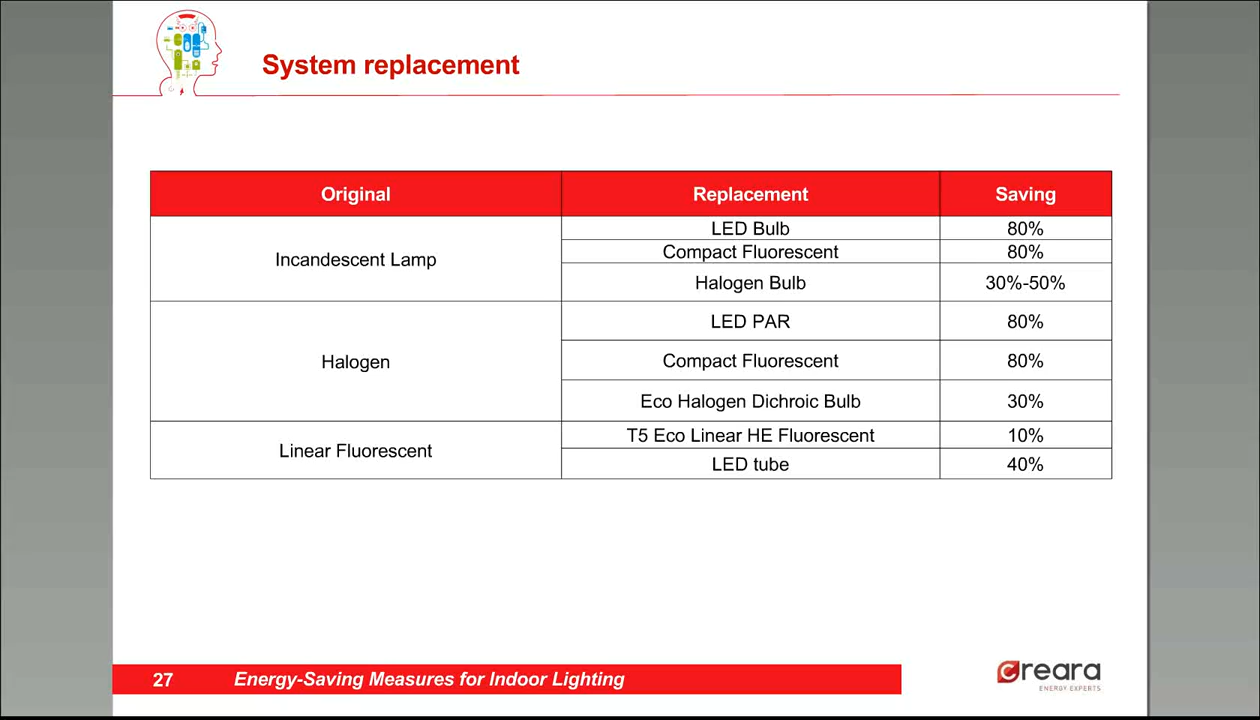 System replacement
Original Replacement Saving
Incandescent Lamp
LED Bulb 80%
Compact Fluorescent 80%
Halogen Bulb 30%-50%
Halogen
LED PAR 80%
Compact Fluorescent 80%
Eco Halogen Dichroic Bulb 30%
Linear Fluorescent
T5 Eco Linear HE Fluorescent 10%
LED tube 40%
27 Energy-Saving Measures for Indoor Lighting
creara
ENERGY EXPERTS